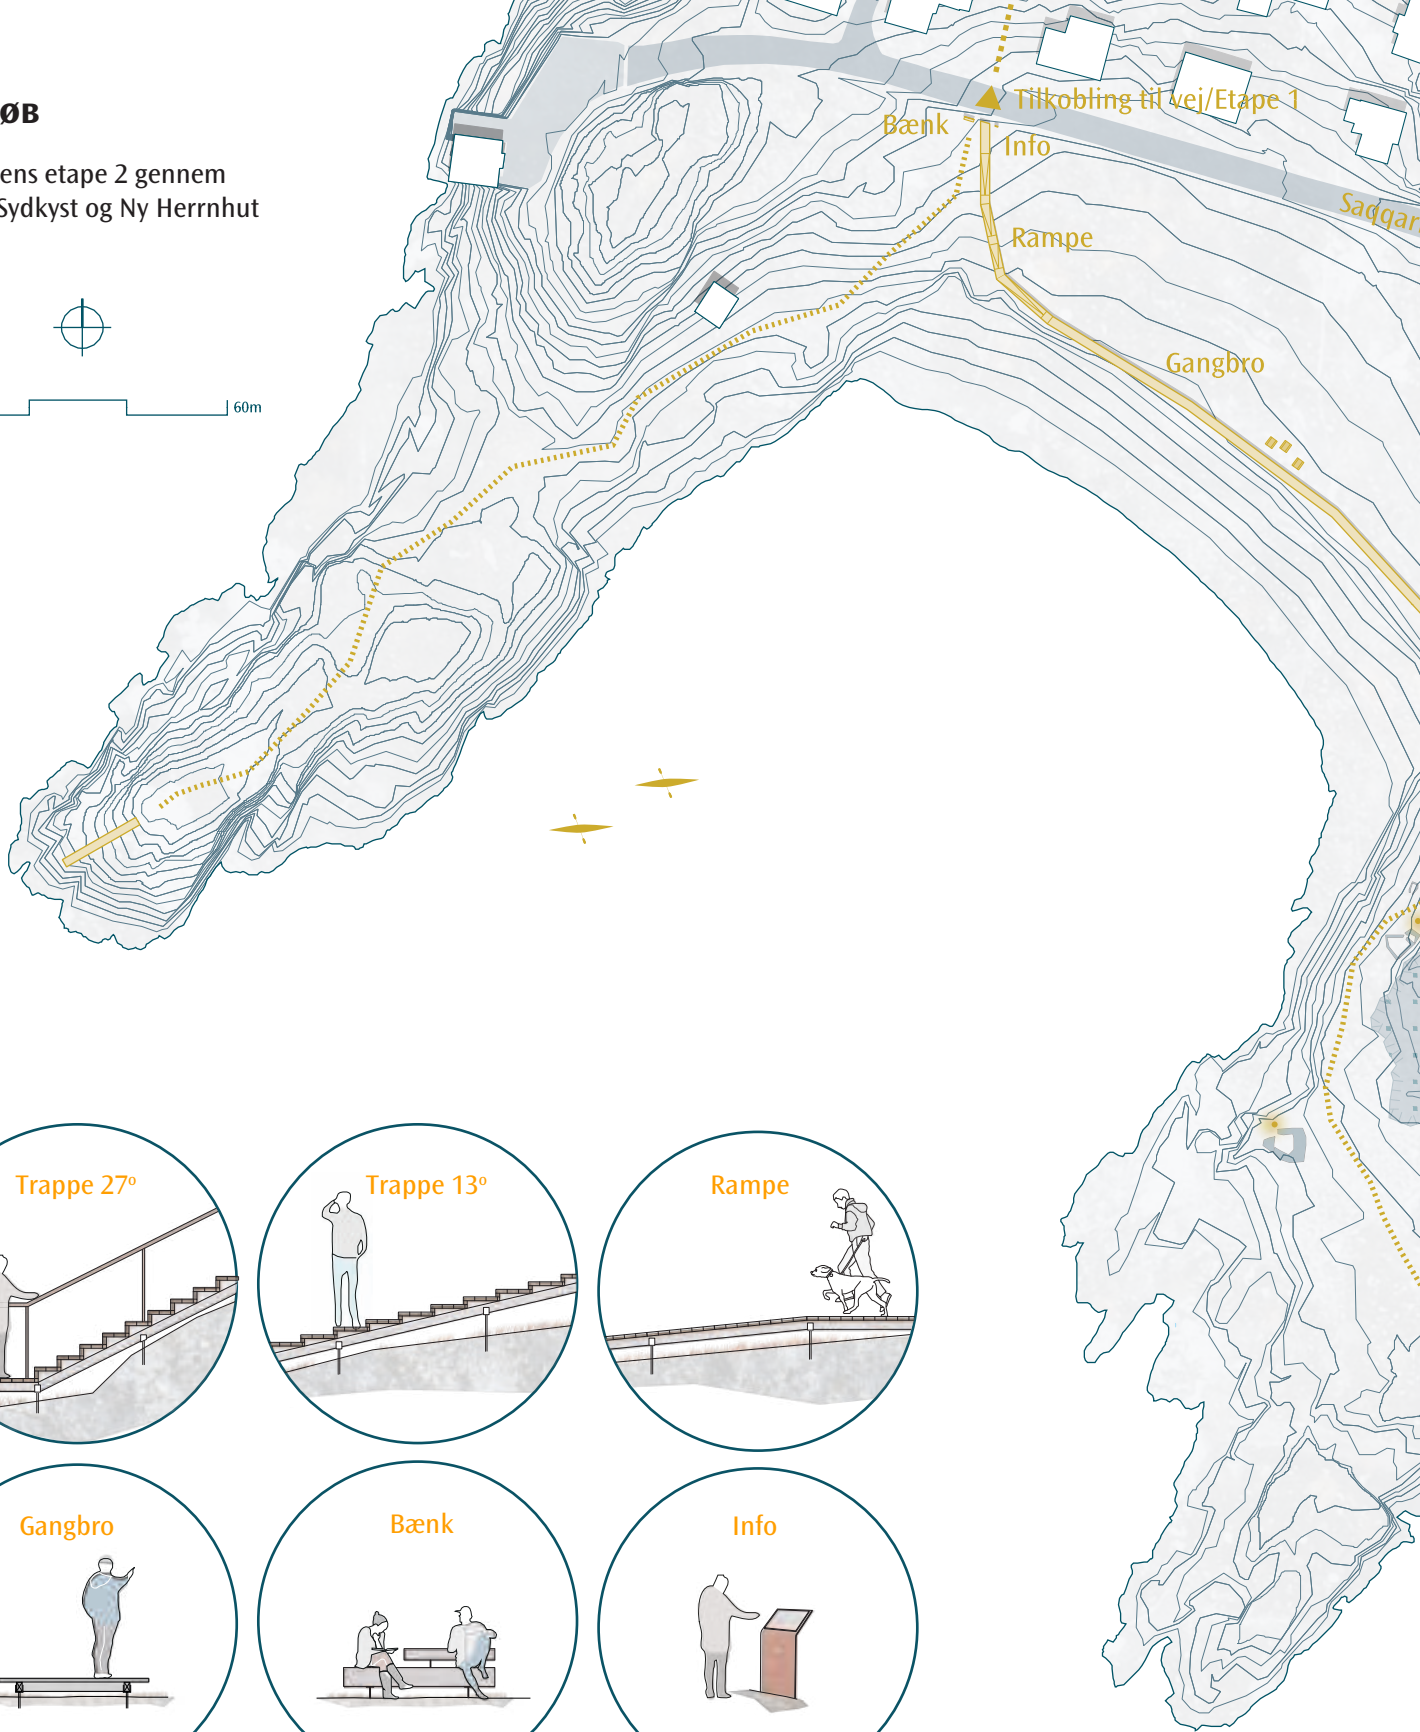 ØB
ens etape 2 gennem
Sydkyst og Ny Herrnhut
60m
Tilkobling til vej/Etape 1
Bænk
Info
Saqqar
Rampe
Gangbro
Trappe 27º
Trappe 13º
Rampe
Gangbro
Bænk
Info